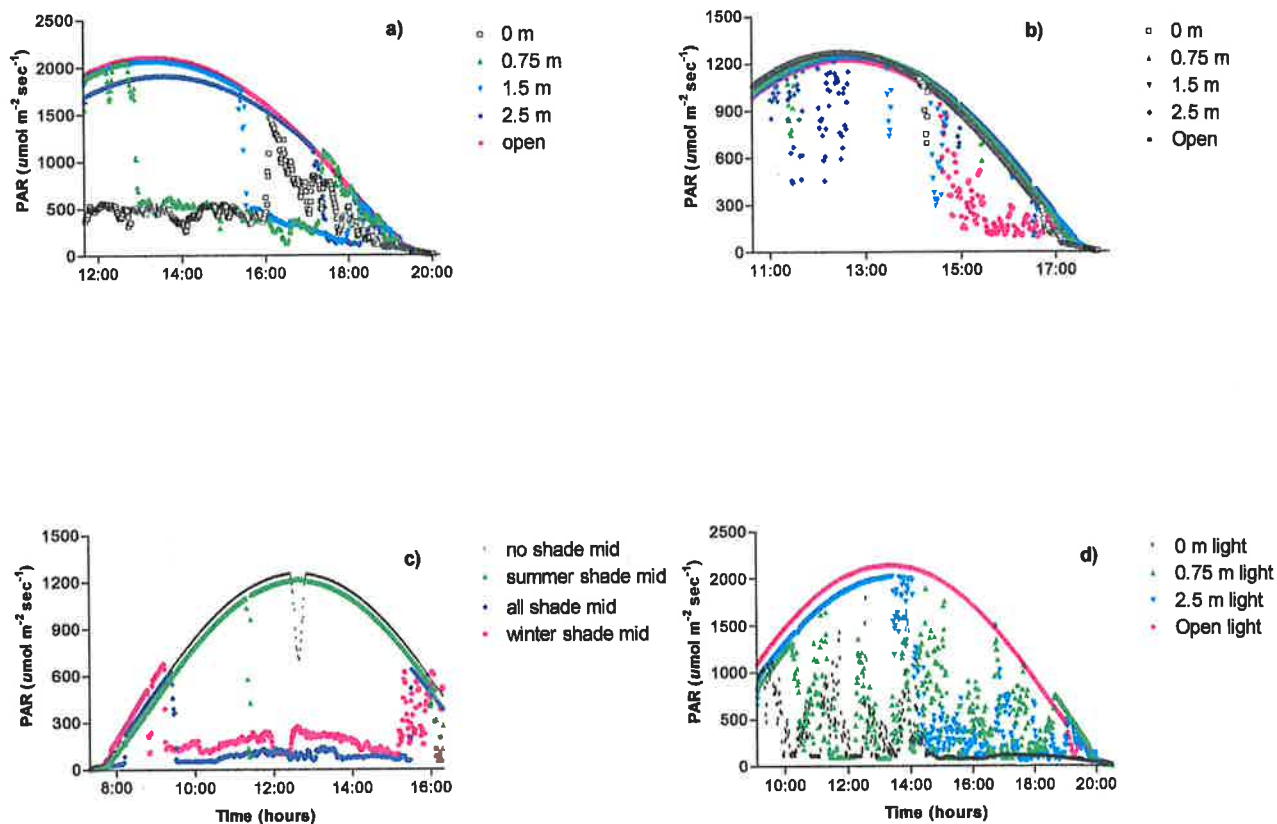 a)
PAR (umol m⁻² sec⁻¹)
2500
2000
1500
1000
500
0
12:00 14:00 16:00 18:00 20:00
0 m
0.75 m
1.5 m
2.5 m
open
b)
PAR (umol m⁻² sec⁻¹)
1500
1200
900
600
300
0
11:00 13:00 15:00 17:00
0 m
0.75 m
1.5 m
2.5 m
Open
c)
PAR (umol m⁻² sec⁻¹)
1500
1200
900
600
300
0
8:00 10:00 12:00 14:00 16:00
Time (hours)
no shade mid
summer shade mid
all shade mid
winter shade mid
d)
PAR (umol m⁻² sec⁻¹)
2500
2000
1500
1000
500
0
10:00 12:00 14:00 16:00 18:00 20:00
Time (hours)
0 m light
0.75 m light
2.5 m light
Open light